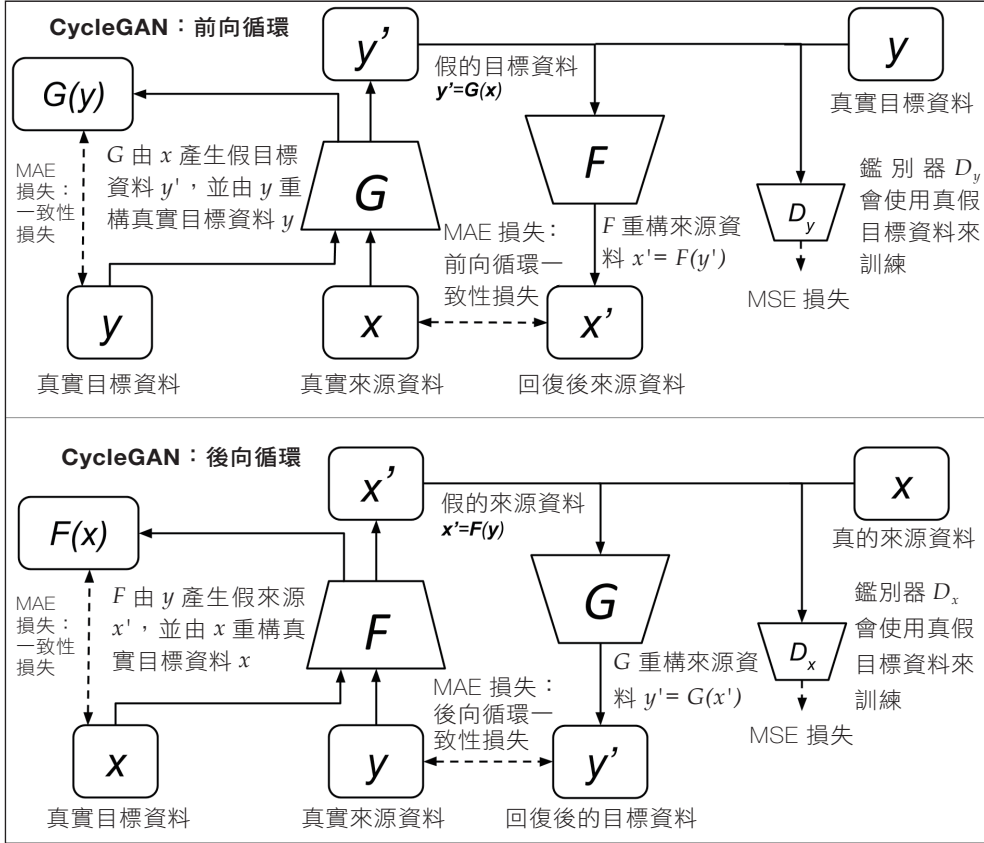 CycleGAN：前向循環
y’
y
G(y)
假的目標資料
y’=G(x)
真實目標資料
MAE
損失：
一致性
損失
G 由 x 產生假目標
資料 y'，並由 y 重
構真實目標資料 y
G
F
MAE 損失：
前向循環一
致性損失
F 重構來源資
料 x'= F(y')
Dy
鑑別器 Dy
會使用真假
目標資料來
訓練
MSE 損失
y
x
x’
真實目標資料
真實來源資料
回復後來源資料
CycleGAN：後向循環
x’
x
F(x)
假的來源資料
x’=F(y)
真的來源資料
MAE
損失：
一致性
損失
F 由 y 產生假來源
x'，並由 x 重構真
實目標資料 x
F
G
MAE 損失：
後向循環一
致性損失
G 重構來源資
料 y'= G(x')
Dx
鑑別器 Dx
會使用真假
目標資料來
訓練
MSE 損失
x
y
y’
真實目標資料
真實來源資料
回復後的目標資料